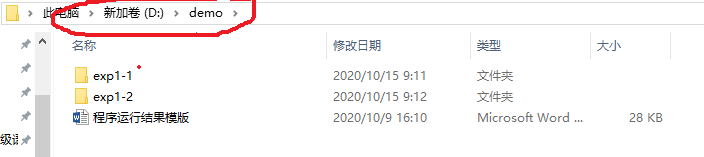 此电脑 > 新加卷 (D:) > demo >
名称 修改日期 类型 大小
exp1-1 2020/10/15 9:11 文件夹
exp1-2 2020/10/15 9:12 文件夹
程序运行结果模版 2020/10/9 16:10 Microsoft Word ... 28 KB
级语